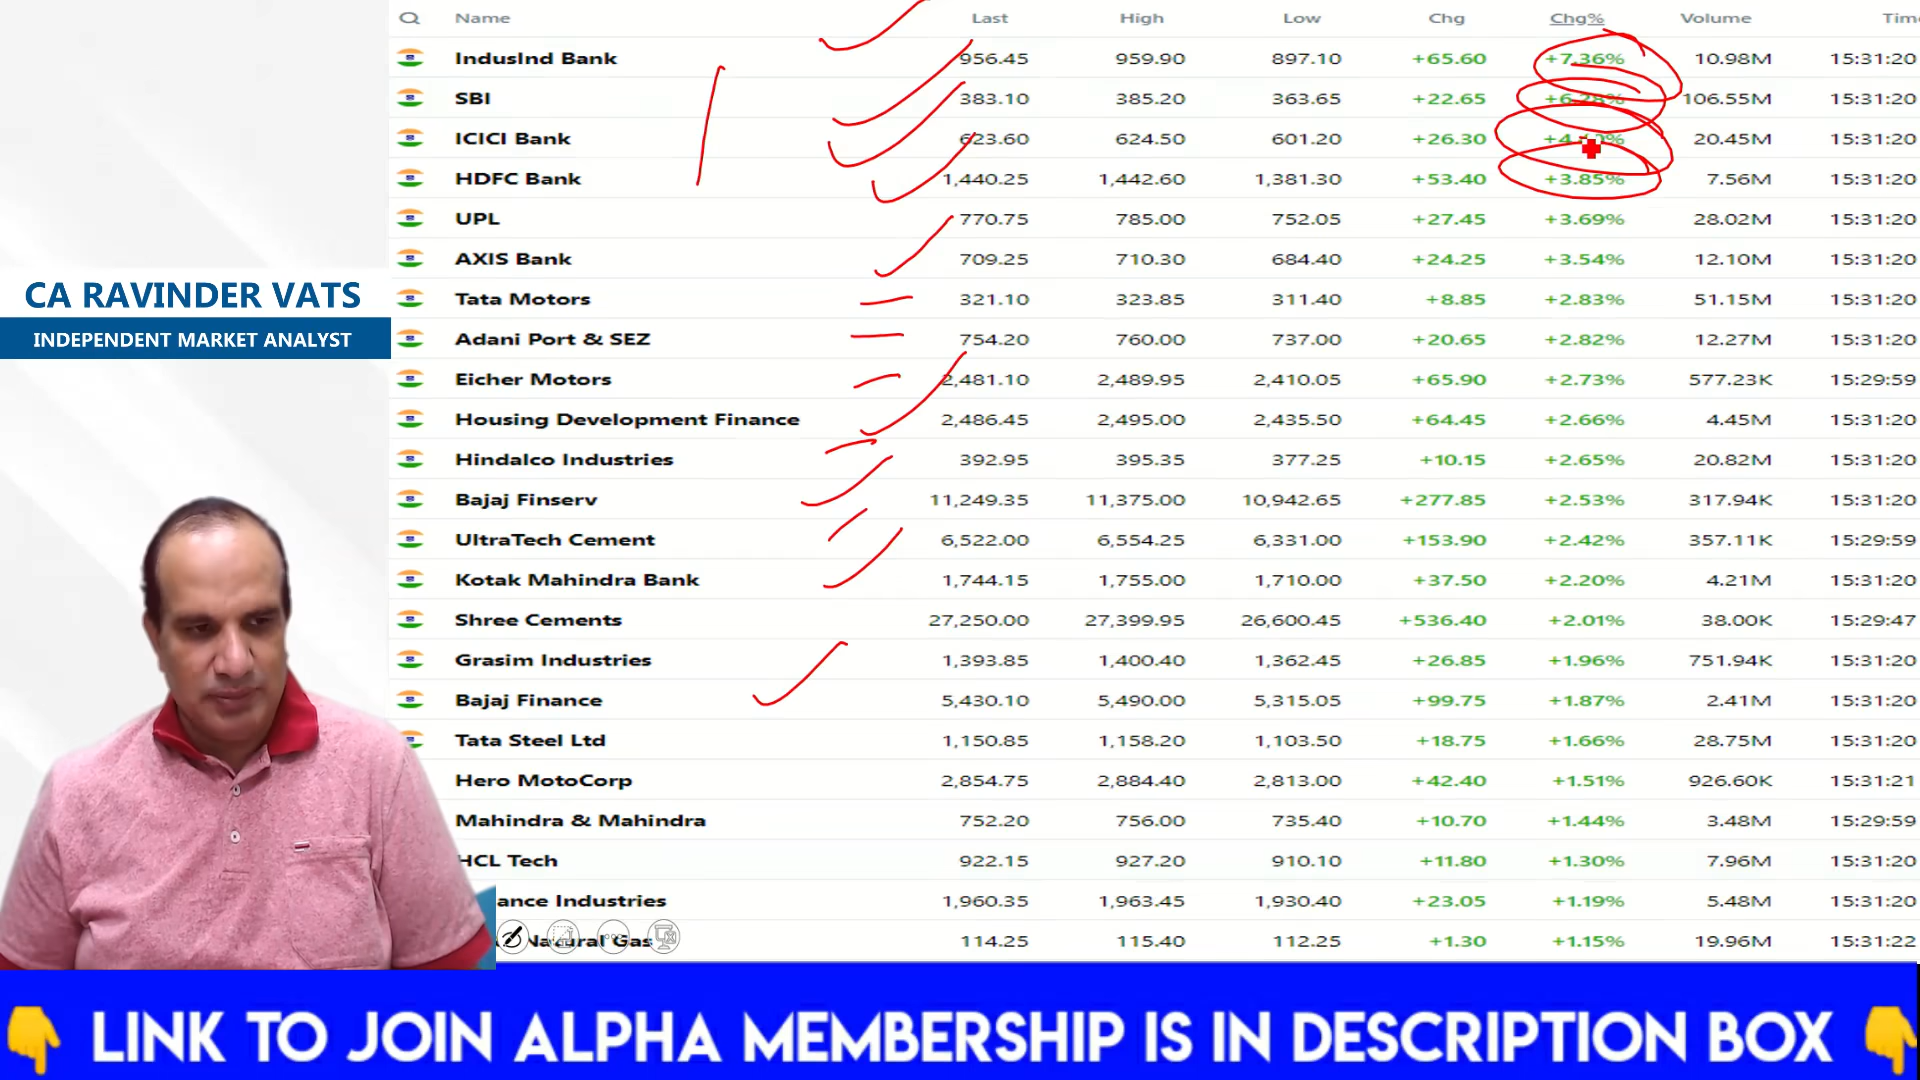 Name Last High Low Chg Chg% Volume
IndusInd Bank 956.45 959.90 897.10 +65.60 +7.36% 10.98M 15:31:20
SBI 383.10 385.20 363.65 +22.65 106.55M 15:31:20
ICICI Bank 623.60 624.50 601.20 +26.30 20.45M 15:31:20
HDFC Bank 1,440.25 1,442.60 1,381.30 +53.40 +3.85% 7.56M 15:31:20
UPL 770.75 785.00 752.05 +27.45 +3.69% 28.02M 15:31:20
AXIS Bank 709.25 710.30 684.40 +24.25 +3.54% 12.10M 15:31:20
CA RAVINDER VATS
INDEPENDENT MARKET ANALYST
Tata Motors 321.10 323.85 311.40 +8.85 +2.83% 51.15M 15:31:20
Adani Port & SEZ 754.20 760.00 737.00 +20.65 +2.82% 12.27M 15:31:20
Eicher Motors 2,481.10 2,489.95 2,410.05 +65.90 +2.73% 577.23K 15:29:59
Housing Development Finance 2,486.45 2,495.00 2,435.50 +64.45 +2.66% 4.45M 15:31:20
Hindalco Industries 392.95 395.35 377.25 +10.15 +2.65% 20.82M 15:31:20
Bajaj Finserv 11,249.35 11,375.00 10,942.65 +277.85 +2.53% 317.94K 15:31:20
UltraTech Cement 6,522.00 6,554.25 6,331.00 +153.90 +2.42% 357.11K 15:29:59
Kotak Mahindra Bank 1,744.15 1,755.00 1,710.00 +37.50 +2.20% 4.21M 15:31:20
Shree Cements 27,250.00 27,399.95 26,600.45 +536.40 +2.01% 38.00K 15:29:47
Grasim Industries 1,393.85 1,400.40 1,362.45 +26.85 +1.96% 751.94K 15:31:20
Bajaj Finance 5,430.10 5,490.00 5,315.05 +99.75 +1.87% 2.41M 15:31:20
Tata Steel Ltd 1,150.85 1,158.20 1,103.50 +18.75 +1.66% 28.75M 15:31:20
Hero MotoCorp 2,854.75 2,884.40 2,813.00 +42.40 +1.51% 926.60K 15:31:21
Mahindra & Mahindra 752.20 756.00 735.40 +10.70 +1.44% 3.48M 15:29:59
HCL Tech 922.15 927.20 910.10 +11.80 +1.30% 7.96M 15:31:20
ance Industries 1,960.35 1,963.45 1,930.40 +23.05 +1.19% 5.48M 15:31:20
Natural Gas 114.25 115.40 112.25 +1.30 +1.15% 19.96M 15:31:22
LINK TO JOIN ALPHA MEMBERSHIP IS IN DESCRIPTION BOX